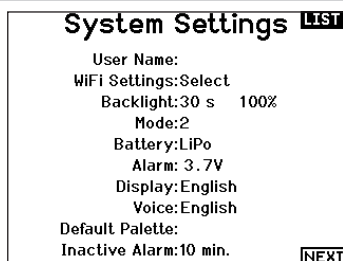 System Settings LIST
User Name:
WiFi Settings:Select
Backlight:30 s 100%
Mode:2
Battery:LiPo
Alarm: 3.7V
Display:English
Voice:English
Default Palette:
Inactive Alarm:10 min.
NEXT